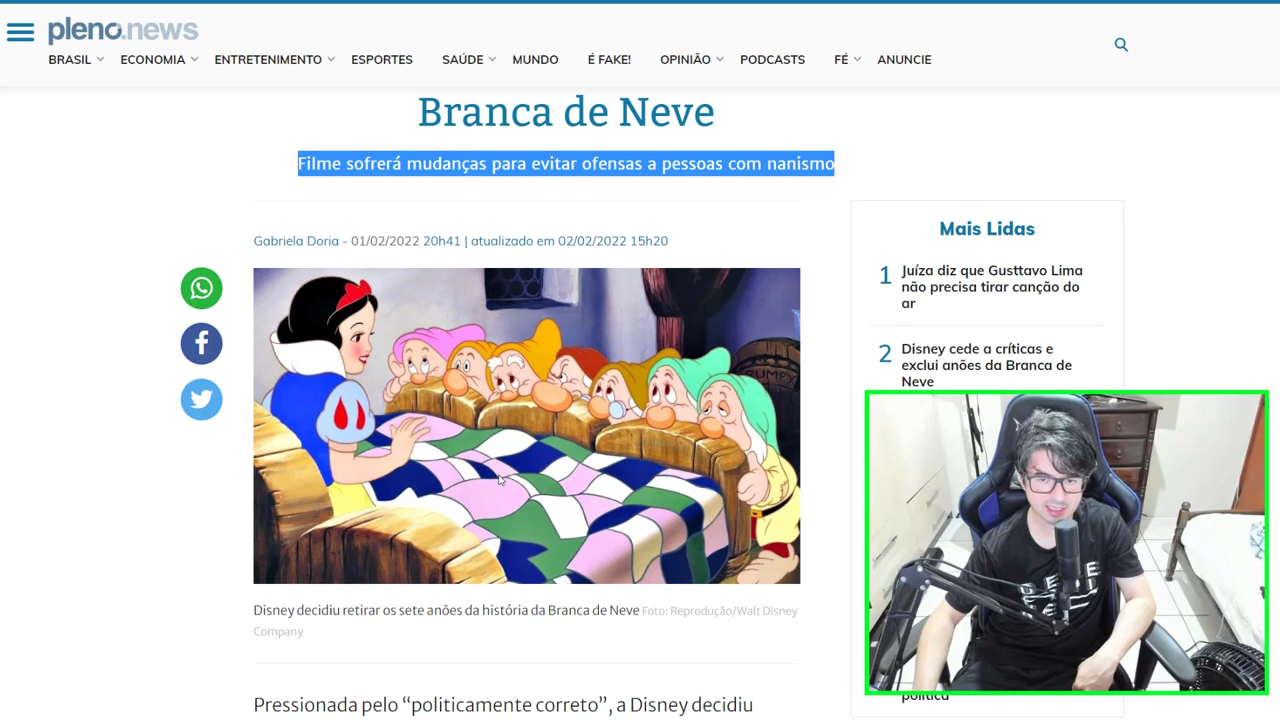 pleno.news
BRASIL ECONOMIA ENTRETENIMENTO ESPORTES SAÚDE MUNDO É FAKE! OPINIÃO PODCASTS FÉ ANUNCIE
Branca de Neve
Filme sofrerá mudanças para evitar ofensas a pessoas com nanismo
Gabriela Doria - 01/02/2022 20h41 | atualizado em 02/02/2022 15h20
GRUMPY
Disney decidiu retirar os sete anões da história da Branca de Neve Foto: Reprodução/Walt Disney
Company
Pressionada pelo “politicamente correto”, a Disney decidiu
Mais Lidas
1 Juíza diz que Gusttavo Lima
não precisa tirar canção do
ar
2 Disney cede a críticas e
exclui anões da Branca de
Neve
política